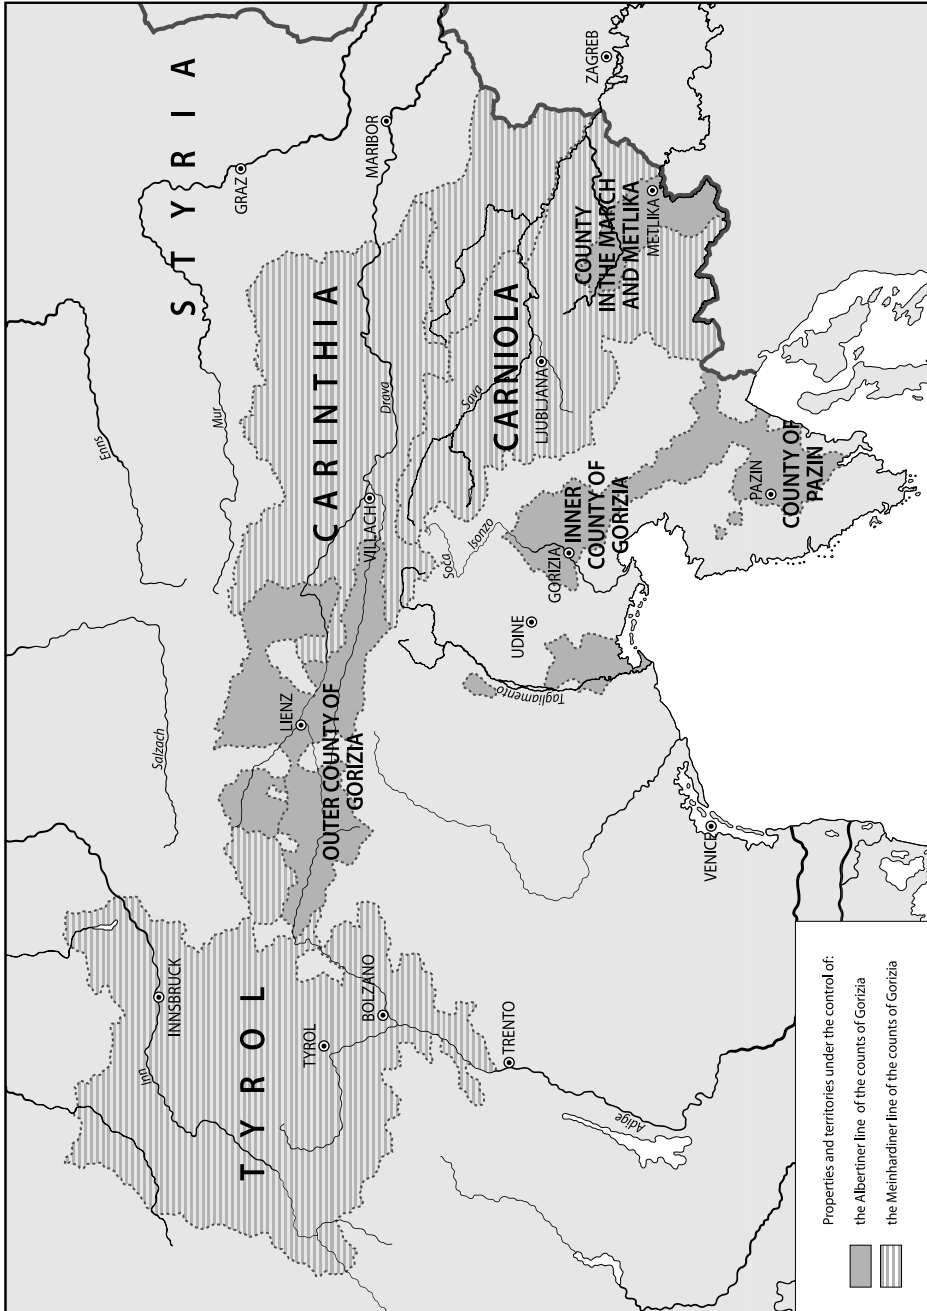 STYRIA
GRAZ
MARIBOR
ZAGREB
Enns
Mur
CARINTHIA
Drava
VILLACHO
Sava
CARNIOLA
LJUBLJANA
COUNTY
IN THE MARCH
AND METLIKA
METLIKA
Salzach
LIENZ
OUTER COUNTY OF
GORIZIA
Soča
Isonzo
GORIZIA
INNER
COUNTY OF
GORIZIA
UDINE
Tagliamento
PAZIN
COUNTY OF
PAZIN
INNSBRUCK
Inn
TYROL
TYROL
BOLZANO
TRENTO
Adige
VENICE
Properties and territories under the control of:
the Albertiner line of the counts of Gorizia
the Meinhardiner line of the counts of Gorizia